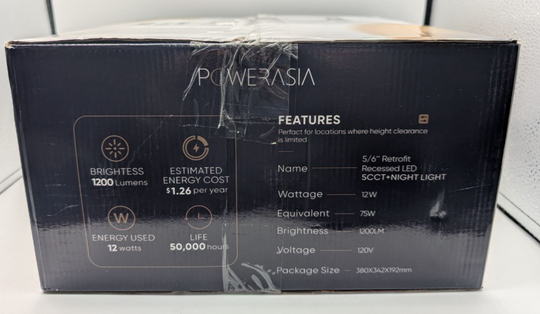 POWERASIA
BRIGHTESS
1200 Lumens
ESTIMATED
ENERGY COST
$1.26 per year
W
ENERGY USED
12 watts
LIFE
50,000 hours
FEATURES
Perfect for locations where height clearance
is limited
Name
5/6" Retrofit
Recessed LED
5CCT+NIGHT LIGHT
Wattage 12W
Equivalent 75W
Brightness 1200LM
Voltage 120V
Package Size 380X342X192mm